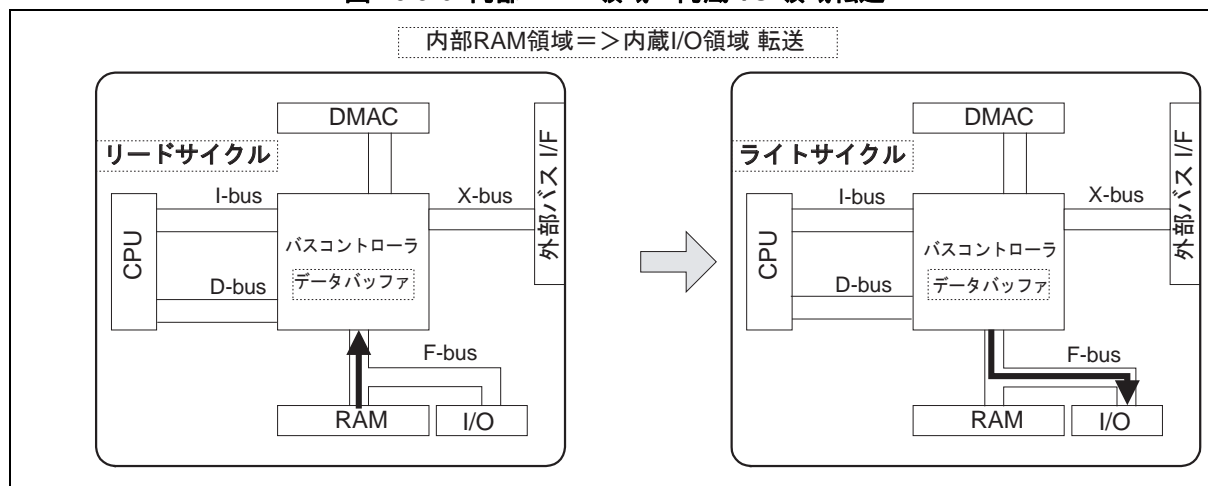 内部RAM領域＝＞内蔵I/O領域 転送
DMAC
リードサイクル
I-bus
X-bus
外部バス I/F
CPU
バスコントローラ
データバッファ
D-bus
F-bus
RAM
I/O
DMAC
ライトサイクル
I-bus
X-bus
外部バス I/F
CPU
バスコントローラ
データバッファ
D-bus
F-bus
RAM
I/O